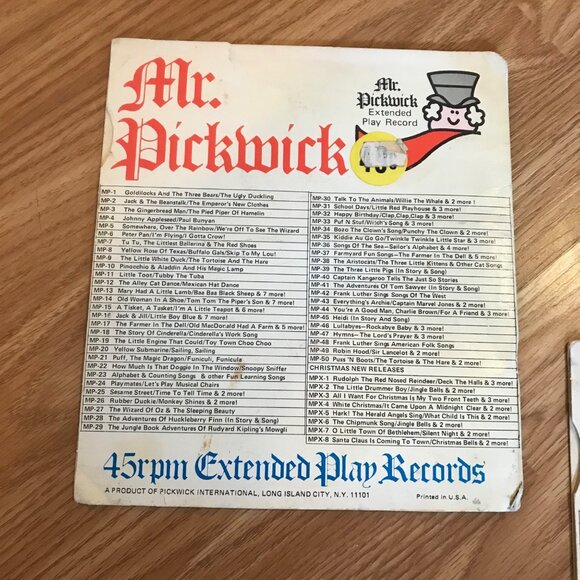 Mr.
Pickwick
Mr.
Pickwick
Extended
Play Record
MP-1 Goldilocks And The Three Bears/The Ugly Duckling
MP-2 Jack & The Beanstalk/The Emperor's New Clothes
MP-3 The Gingerbread Man/The Pied Piper Of Hamelin
MP-4 Johnny Appleseed/Paul Bunyan
MP-5 Somewhere, Over The Rainbow/We're Off To See The Wizard
MP-6 Peter Pan/I'm Flying/I Gotta Crow!
MP-7 Tu Tu, The Littlest Ballerina & The Red Shoes
MP-8 Yellow Rose Of Texas/Buffalo Gals/Skip To My Lou!
MP-9 The Little White Duck/The Tortoise And The Hare
MP-10 Pinocchio & Aladdin And His Magic Lamp
MP-11 Little Toot/Tubby The Tuba
MP-12 The Alley Cat Dance/Mexican Hat Dance
MP-13 Mary Had A Little Lamb/Baa Baa Black Sheep & 7 more!
MP-14 Old Woman In A Shoe/Tom Tom The Piper's Son & 7 more!
MP-15 A Tisket, A Tasket/I'm A Little Teapot & 6 more!
MP-16 Jack & Jill/Little Boy Blue & 7 more!
MP-17 The Farmer In The Dell/Old MacDonald Had A Farm & 5 more!
MP-18 The Story Of Cinderella/Cinderella's Work Song
MP-19 The Little Engine That Could/Toy Town Choo Choo
MP-20 Yellow Submarine/Sailing, Sailing
MP-21 Puff, The Magic Dragon/Funiculi, Funicula
MP-22 How Much Is That Doggie In The Window/Snoopy Sniffer
MP-23 Alphabet & Counting Songs & other Fun Learning Songs
MP-24 Playmates/Let's Play Musical Chairs
MP-25 Sesame Street/Time To Tell Time & 2 more!
MP-26 Rubber Duckie/Monkey Shines & 2 more!
MP-27 The Wizard Of Oz & The Sleeping Beauty
MP-28 The Adventures Of Huckleberry Finn (In Story & Song)
MP-29 The Jungle Book /Adventures Of Rudyard Kipling's Mowgli
MP-30 Talk To The Animals/Willie The Whale & 2 more !
MP-31 School Days/Little Red Playhouse & 3 more!
MP-32 Happy Birthday/Clap,Clap,Clap & 3 more!
MP-33 Puf N Stuf/Witch's Song & 3 more!
MP-34 Bozo The Clown's Song/Punchy The Clown & 2 more!
MP-35 Kiddie Au Go Go/Twinkle Twinkle Little Star & 3 more!
MP-36 Songs Of The Sea-Sailor's Alphabet & 4 more!
MP-37 Farmyard Fun Songs-The Farmer In The Dell & 5 more!
MP-38 The Aristocats/The Three Little Kittens & Other Cat Songs
MP-39 The Three Little Pigs (In Story & Song)
MP-40 Captain Kangaroo Tells The Just So Stories
MP-41 The Adventures Of Tom Sawyer (In Story & Song)
MP-42 Frank Luther Sings Songs Of The West
MP-43 Everything's Archie/Captain Marvel Jones & 2 more!
MP-44 You're A Good Man, Charlie Brown/For A Friend & 3 more!
MP-45 Heidi (In Story And Song)
MP-46 Lullabyes-Rockabye Baby & 3 more!
MP-47 Hymns-The Lord's Prayer & 3 more!
MP-48 Frank Luther Sings American Folk Songs
MP-49 Robin Hood/Sir Lancelot & 2 more!
MP-50 Puss 'N Boots/The Tortoise & The Hare & 2 more!
CHRISTMAS NEW RELEASES
MPX-1 Rudolph The Red Nosed Reindeer/Deck The Halls & 3 more!
MPX-2 The Little Drummer Boy/Jingle Bells & 2 more!
MPX-3 All I Want For Christmas Is My Two Front Teeth & 3 more!
MPX-4 White Christmas/It Came Upon A Midnight Clear & 2 more!
MPX-5 Hark! The Herald Angels Sing/What Child Is This & 2 more!
MPX-6 The Chipmunk Song/Jingle Bells & 2 more!
MPX-7 O Little Town Of Bethlehem/Silent Night & 2 more!
MPX-8 Santa Claus Is Coming To Town/Christmas Bells & 2 more!
45rpm Extended Play Records
A PRODUCT OF PICKWICK INTERNATIONAL, LONG ISLAND CITY, N.Y. 11101
Printed in U.S.A.